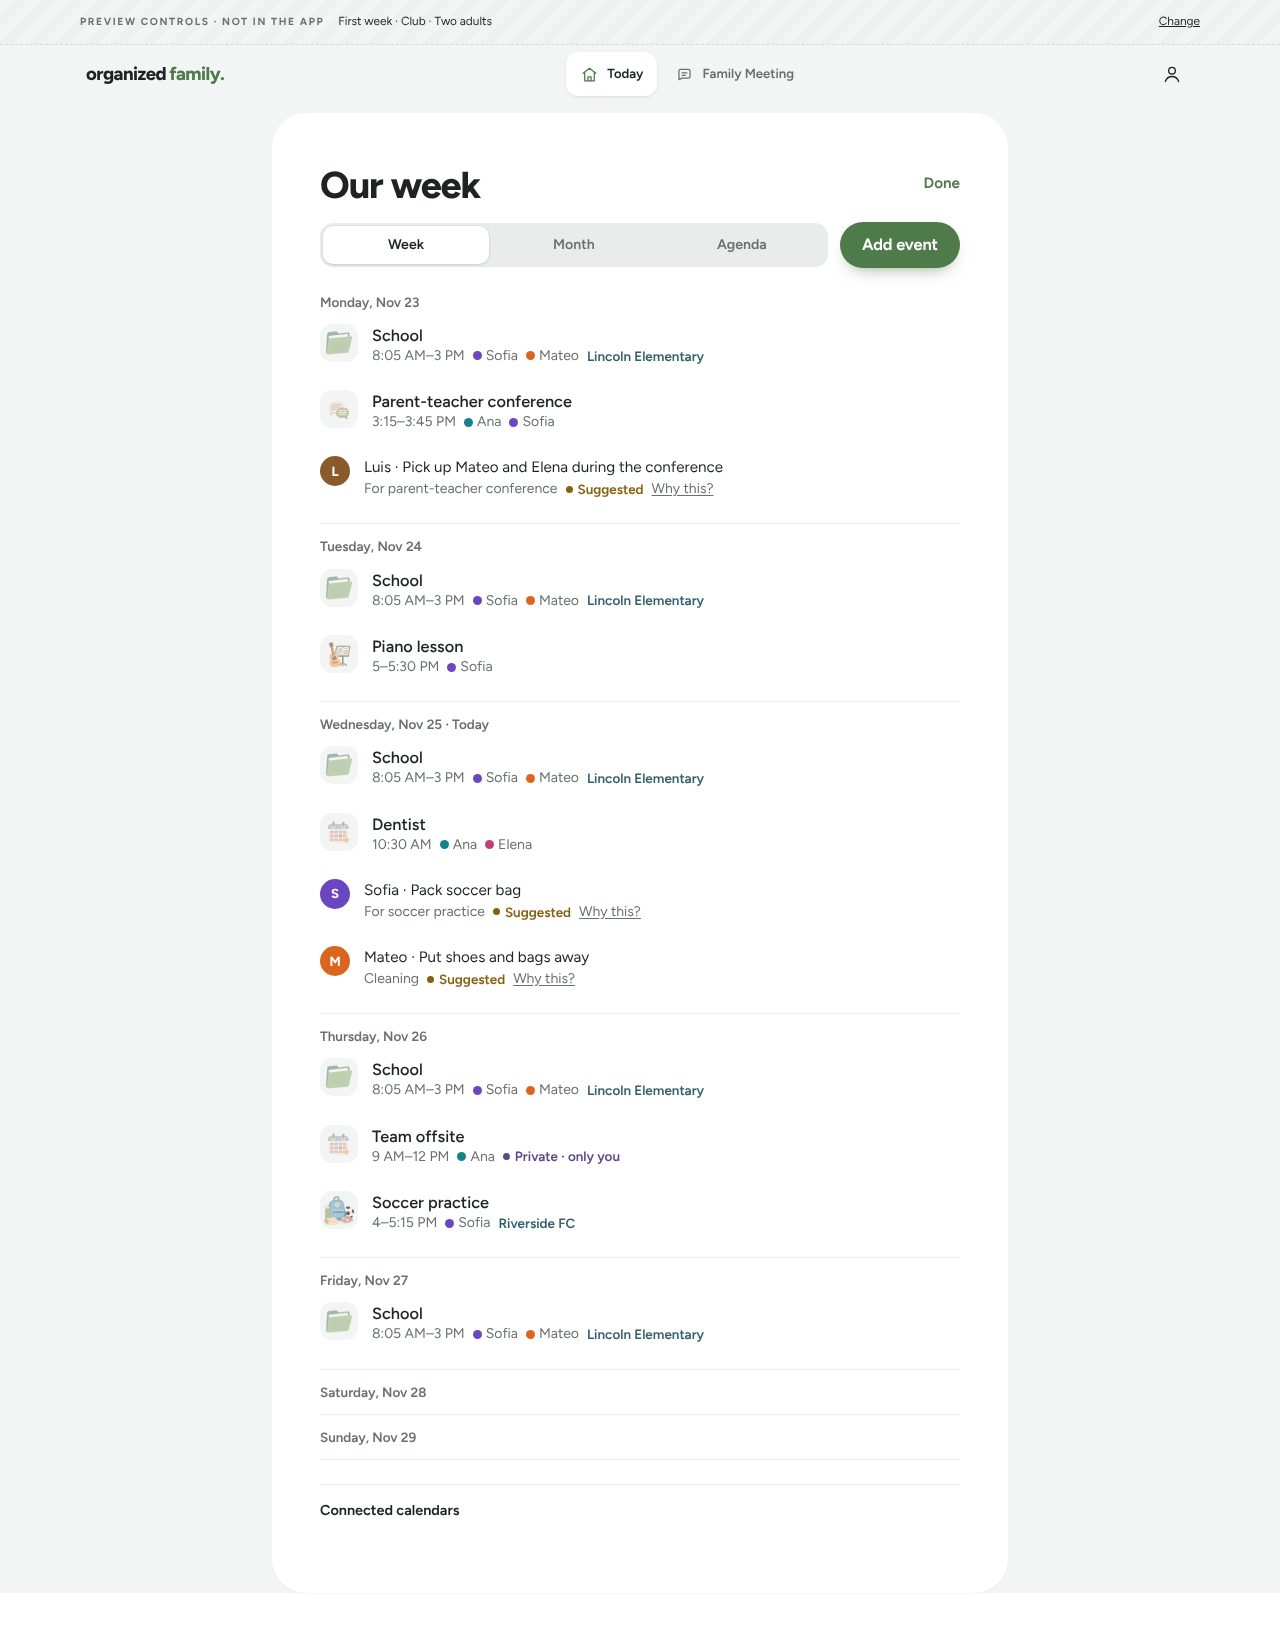 PREVIEW CONTROLS · NOT IN THE APP First week · Club · Two adults Change
organized family. Today Family Meeting
Our week Done
Week Month Agenda Add event
Monday, Nov 23
School
8:05 AM–3 PM Sofia Mateo Lincoln Elementary
Parent-teacher conference
3:15–3:45 PM Ana Sofia
L Luis · Pick up Mateo and Elena during the conference
For parent-teacher conference Suggested Why this?
Tuesday, Nov 24
School
8:05 AM–3 PM Sofia Mateo Lincoln Elementary
Piano lesson
5–5:30 PM Sofia
Wednesday, Nov 25 · Today
School
8:05 AM–3 PM Sofia Mateo Lincoln Elementary
Dentist
10:30 AM Ana Elena
S Sofia · Pack soccer bag
For soccer practice Suggested Why this?
M Mateo · Put shoes and bags away
Cleaning Suggested Why this?
Thursday, Nov 26
School
8:05 AM–3 PM Sofia Mateo Lincoln Elementary
Team offsite
9 AM–12 PM Ana Private · only you
Soccer practice
4–5:15 PM Sofia Riverside FC
Friday, Nov 27
School
8:05 AM–3 PM Sofia Mateo Lincoln Elementary
Saturday, Nov 28
Sunday, Nov 29
Connected calendars